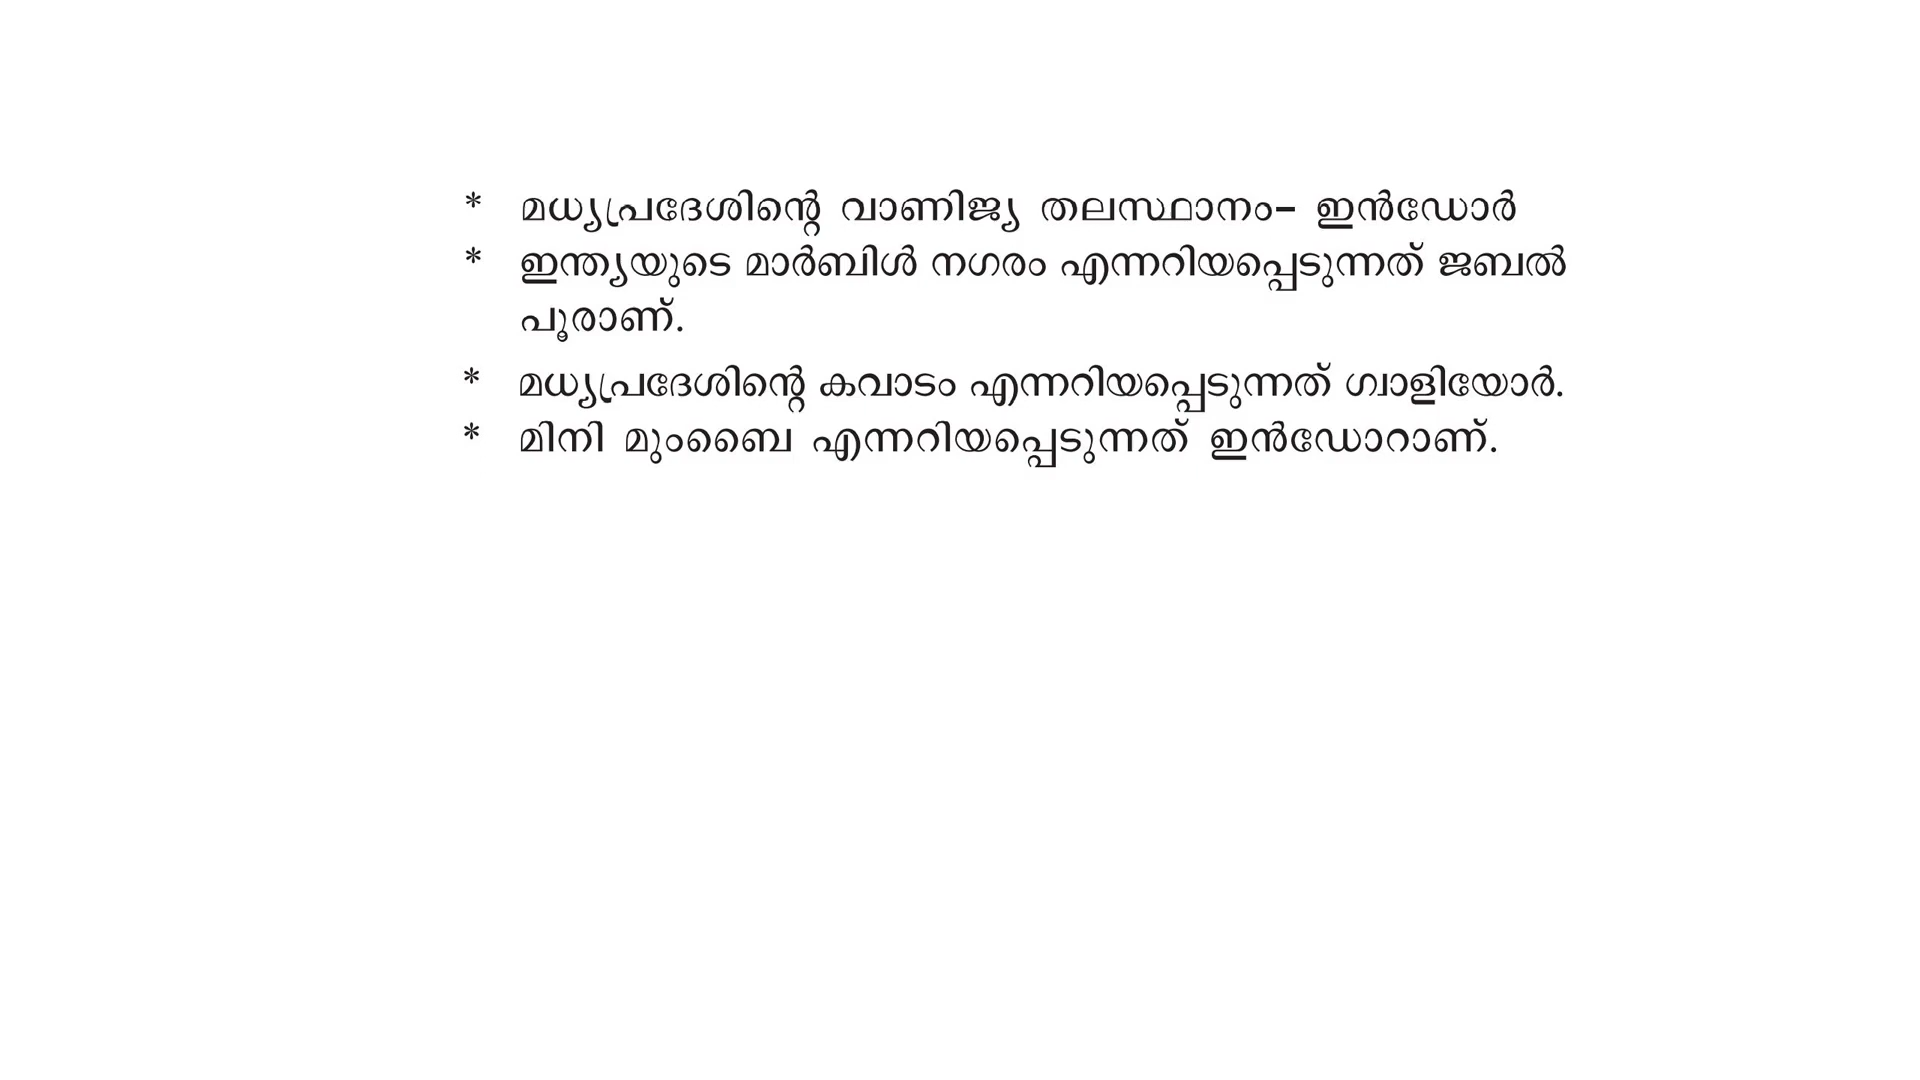 * മധ്യപ്രദേശിന്റെ വാണിജ്യ തലസ്ഥാനം- ഇൻഡോർ
* ഇന്ത്യയുടെ മാർബിൾ നഗരം എന്നറിയപ്പെടുന്നത് ജബൽ
പൂരാണ്.
* മധ്യപ്രദേശിന്റെ കവാടം എന്നറിയപ്പെടുന്നത് ഗ്വാളിയോർ.
* മിനി മുംബൈ എന്നറിയപ്പെടുന്നത് ഇൻഡോറാണ്.